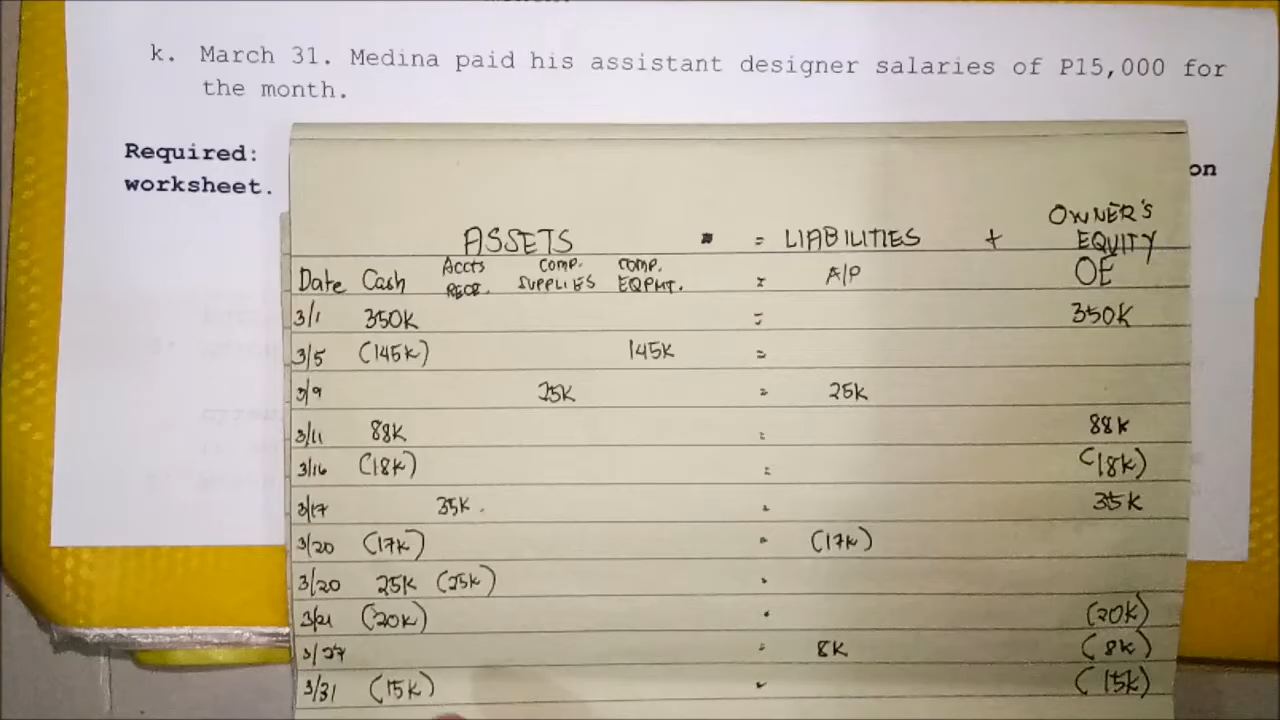 k. March 31. Medina paid his assistant designer salaries of P15,000 for
the month.
Required:
on
worksheet.
ASSETS = LIABILITIES + OWNER'S EQUITY
Date Cash Accts RECE. COMP. SUPPLIES COMP. EQPMT. = A/P OE
3/1 350K = 350K
3/5 (145K) 145K =
3/9 25K = 25K
3/11 88K = 88K
3/16 (18K) = (18K)
3/17 35K. = 35K
3/20 (17K) = (17K)
3/20 25K (25K) =
3/21 (20K) = (20K)
3/27 = 8K (8K)
3/31 (15K) = (15K)